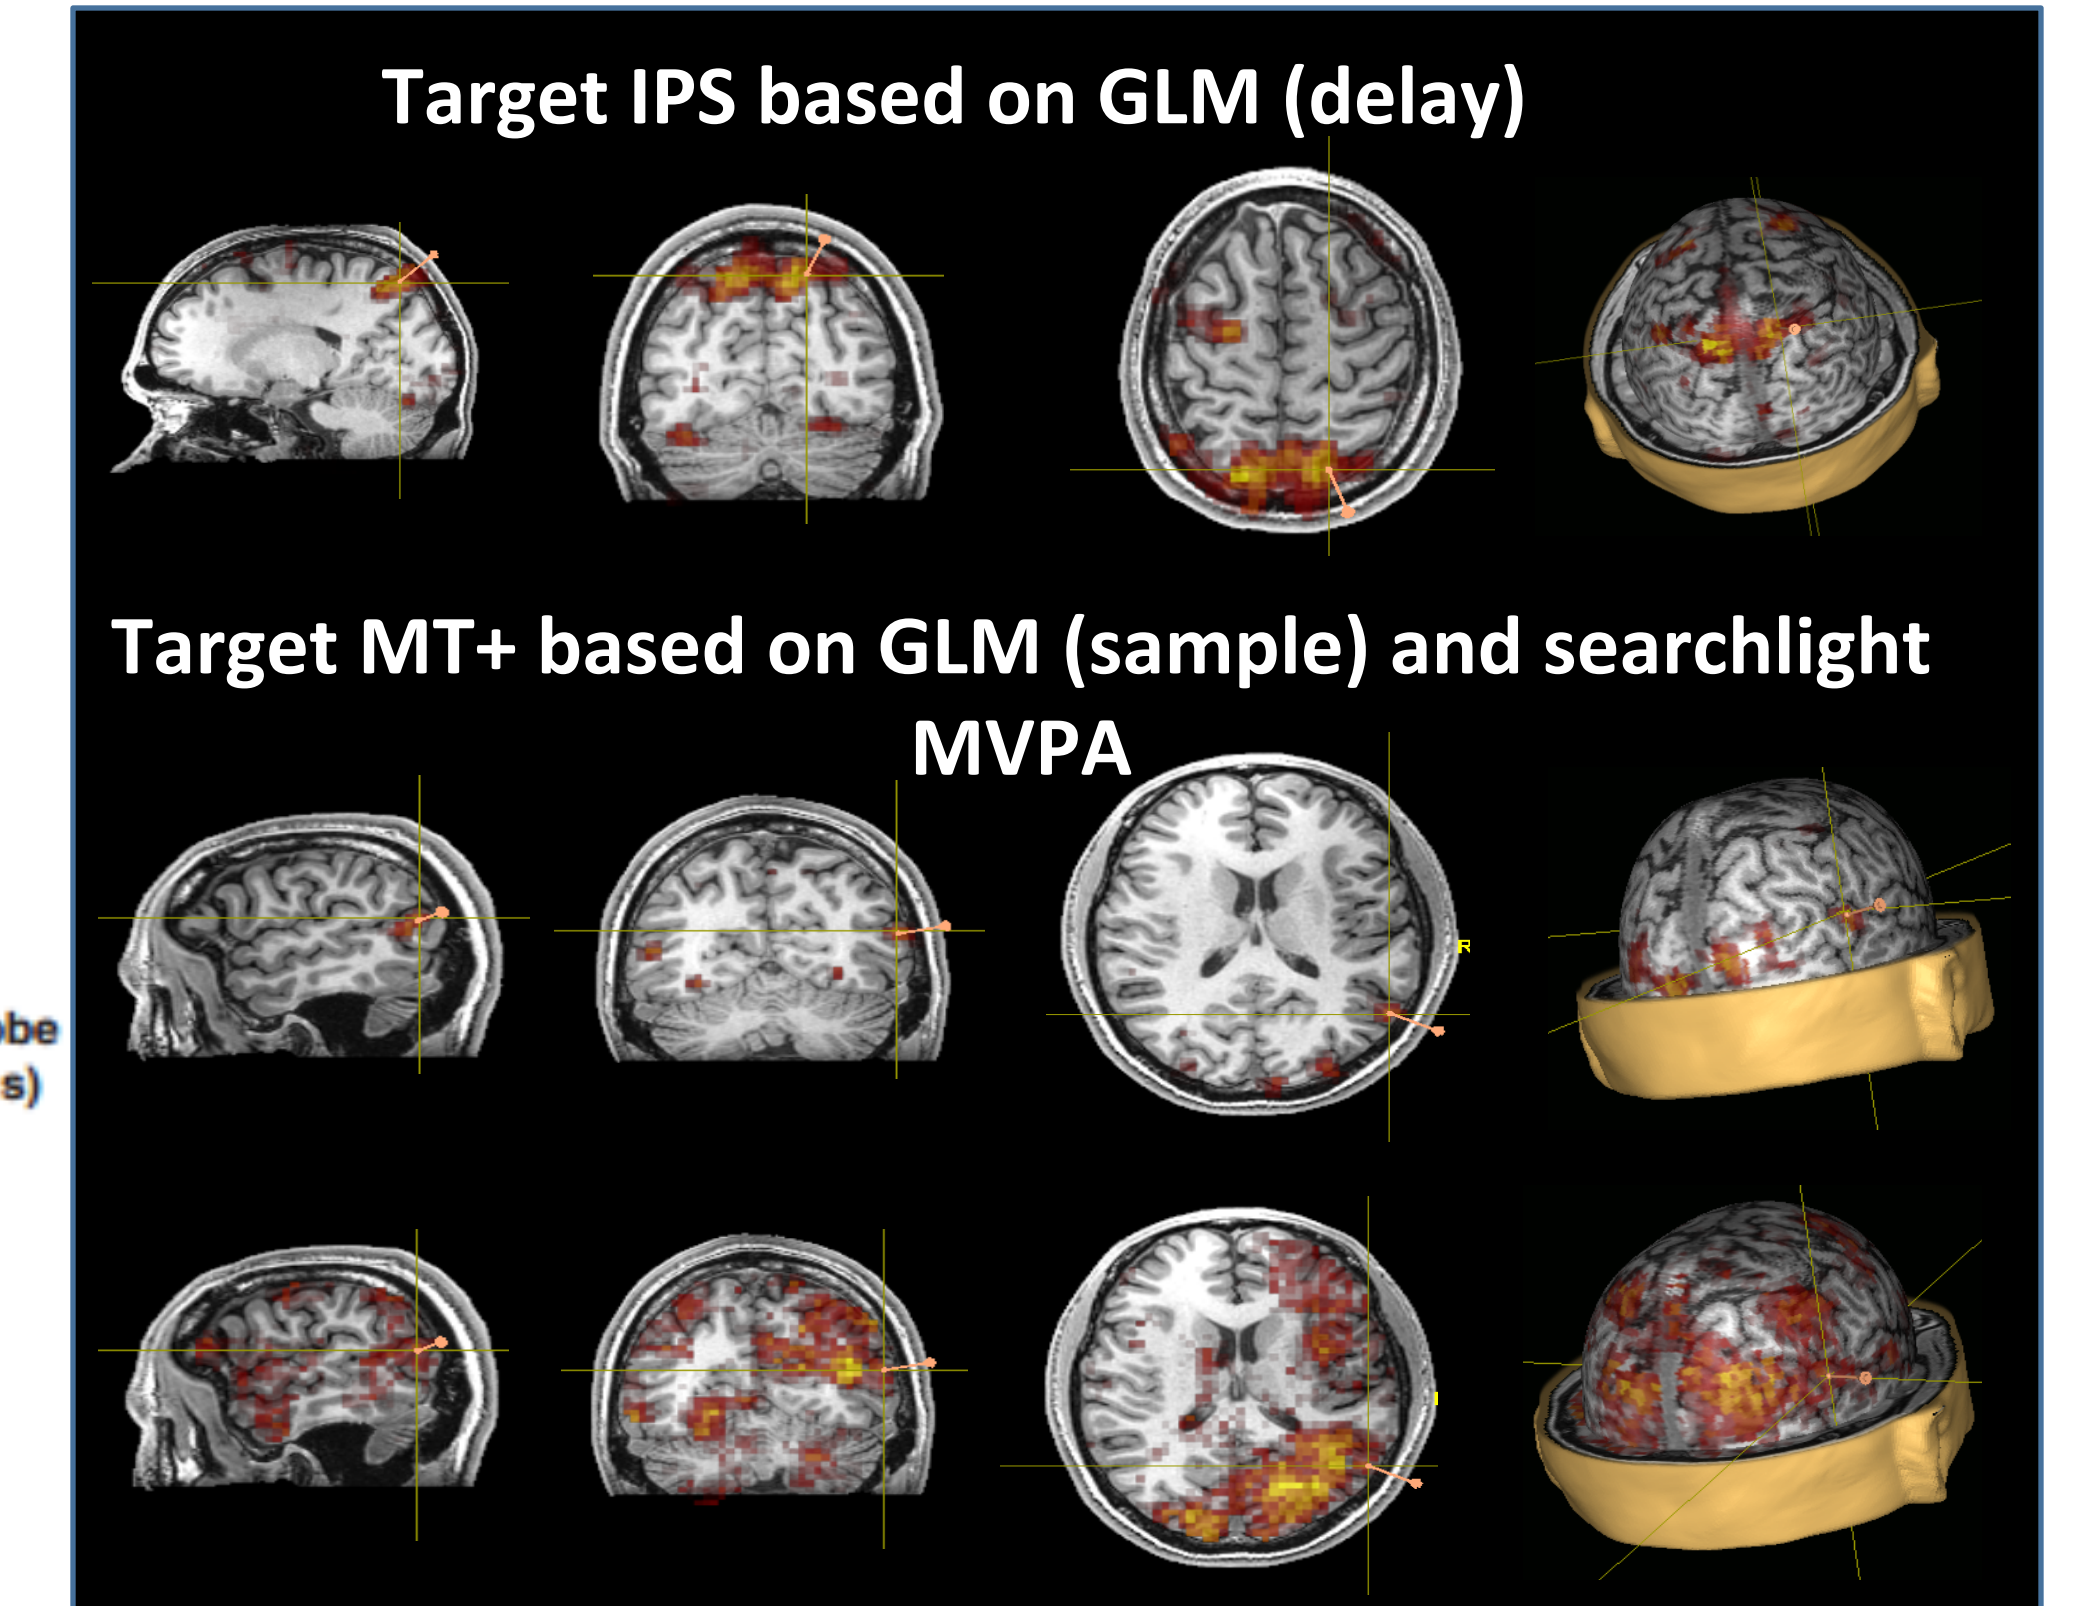 Target IPS based on GLM (delay)
Target MT+ based on GLM (sample) and searchlight
MVPA
R
s)